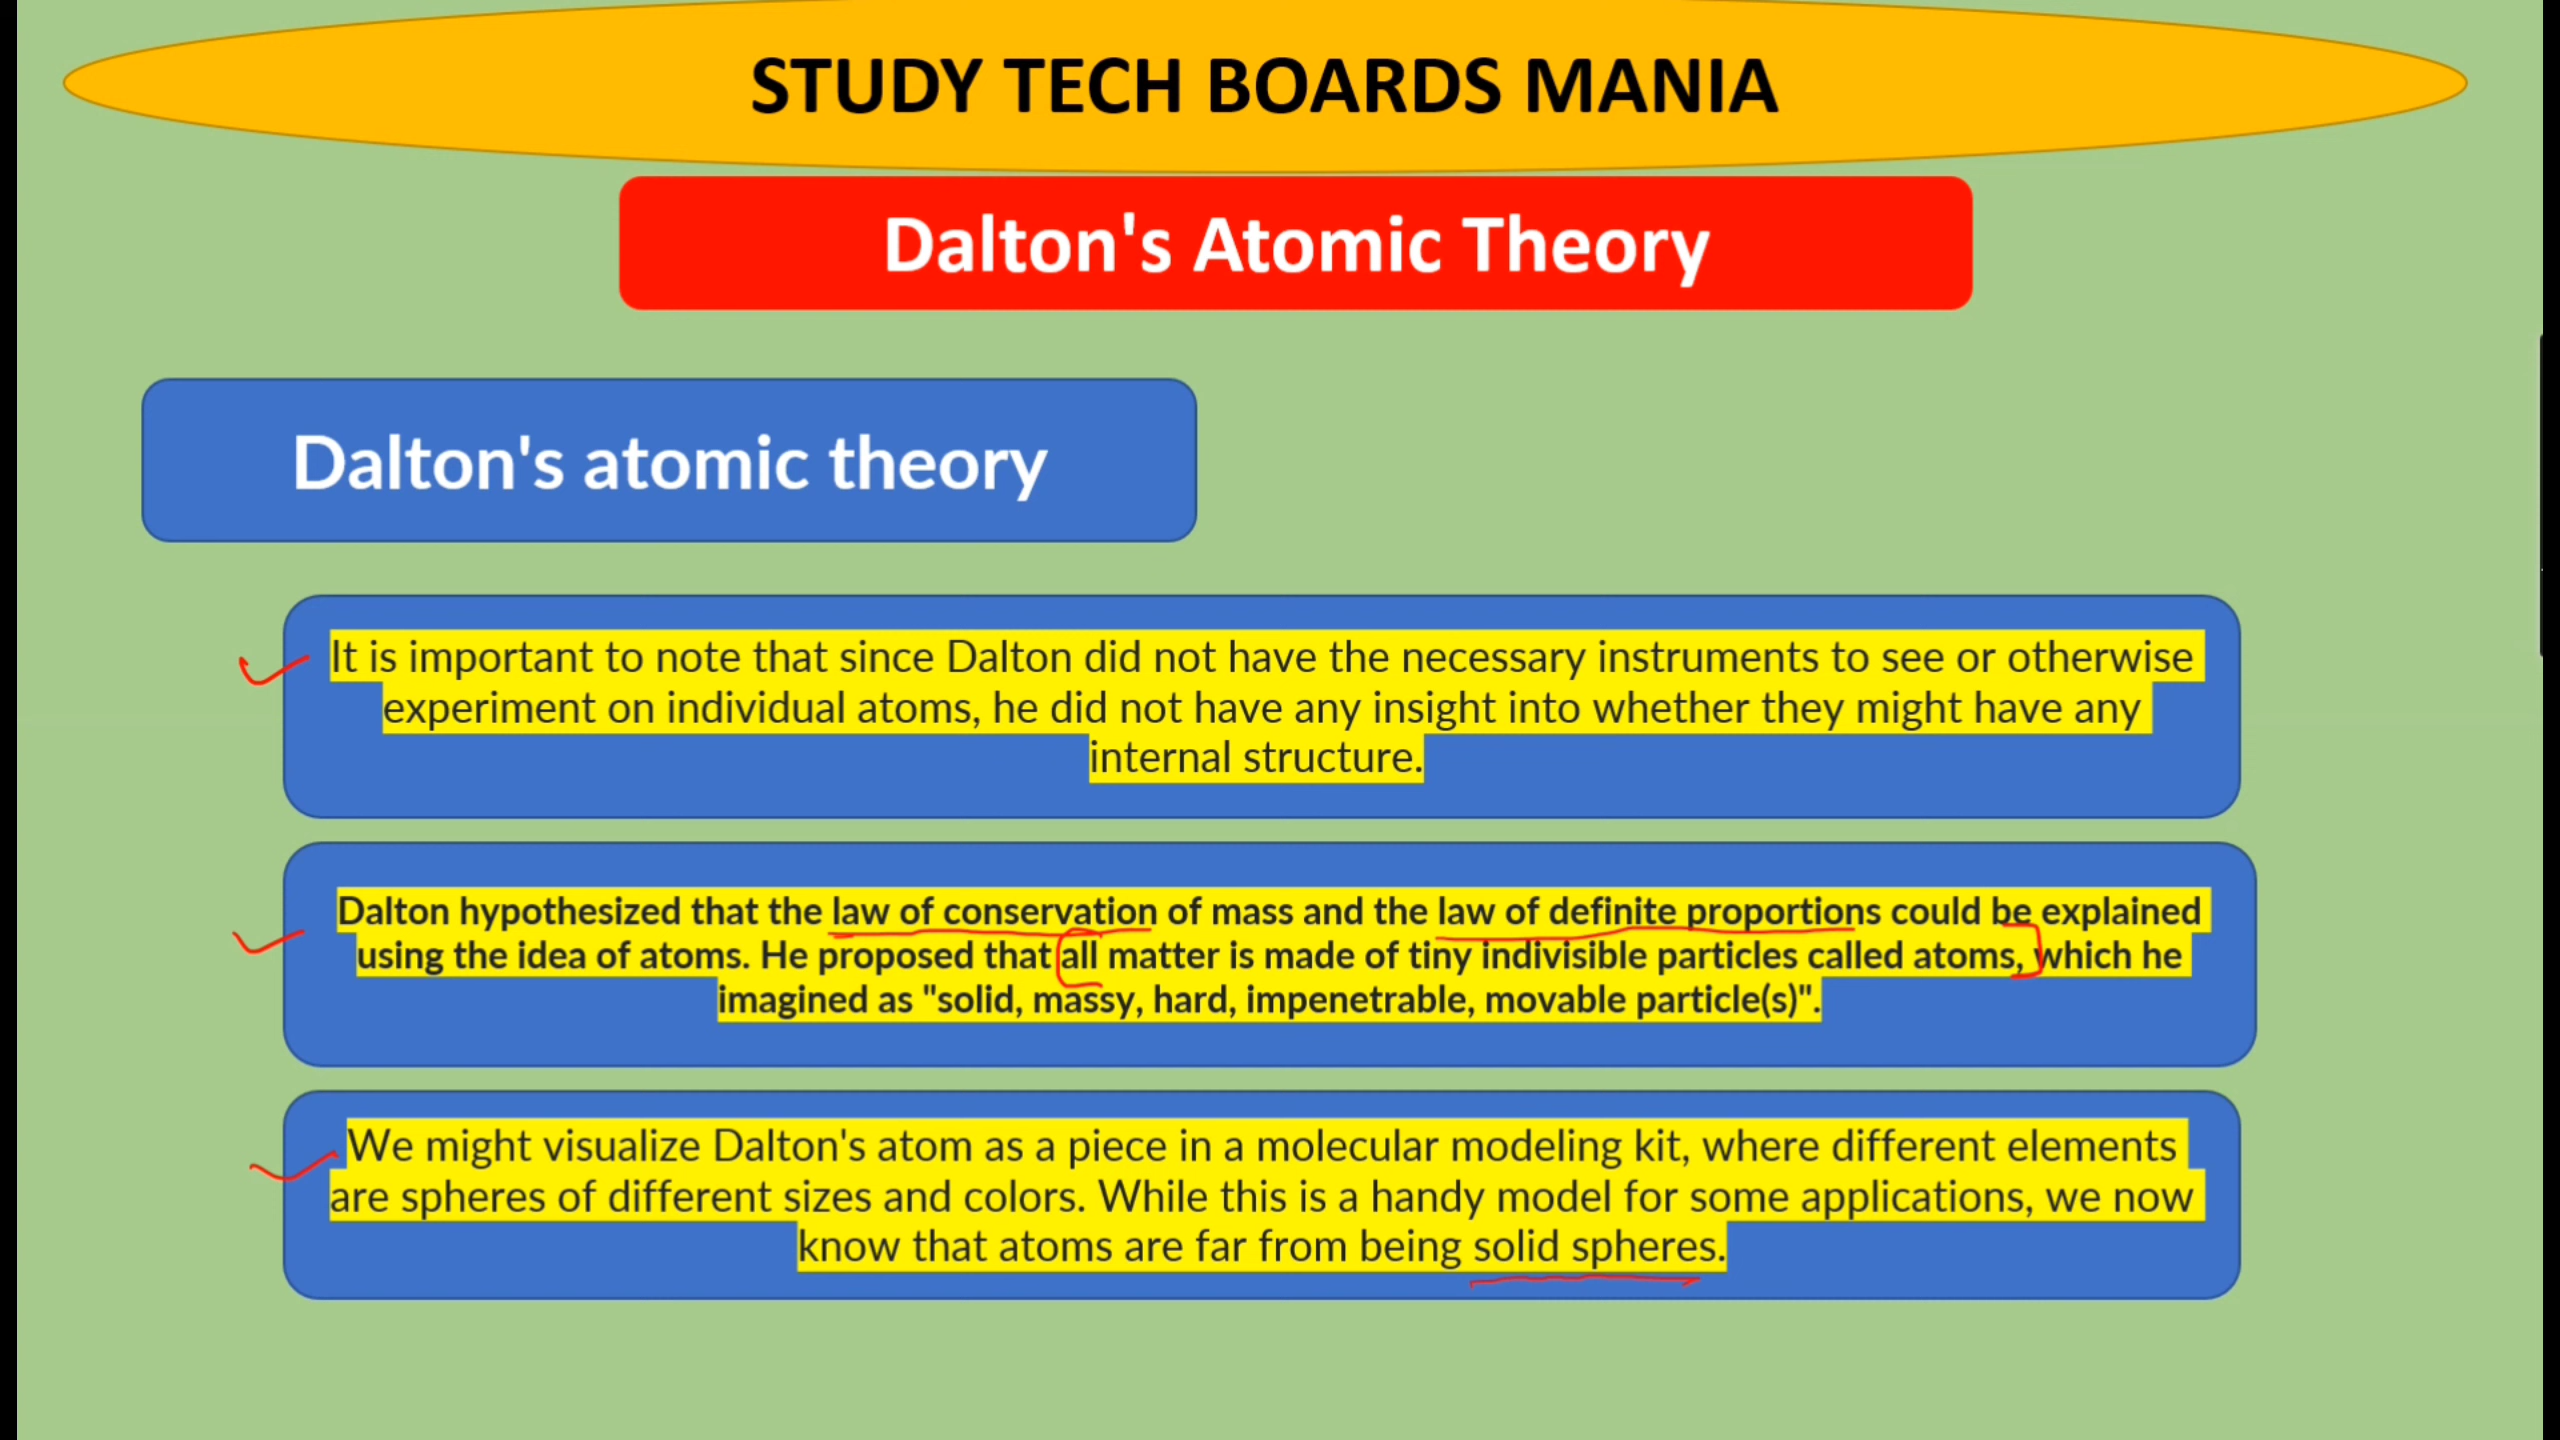 STUDY TECH BOARDS MANIA
Dalton's Atomic Theory
Dalton's atomic theory
It is important to note that since Dalton did not have the necessary instruments to see or otherwise
experiment on individual atoms, he did not have any insight into whether they might have any
internal structure.
Dalton hypothesized that the law of conservation of mass and the law of definite proportions could be explained
using the idea of atoms. He proposed that all matter is made of tiny indivisible particles called atoms, which he
imagined as "solid, massy, hard, impenetrable, movable particle(s)".
We might visualize Dalton's atom as a piece in a molecular modeling kit, where different elements
are spheres of different sizes and colors. While this is a handy model for some applications, we now
know that atoms are far from being solid spheres.